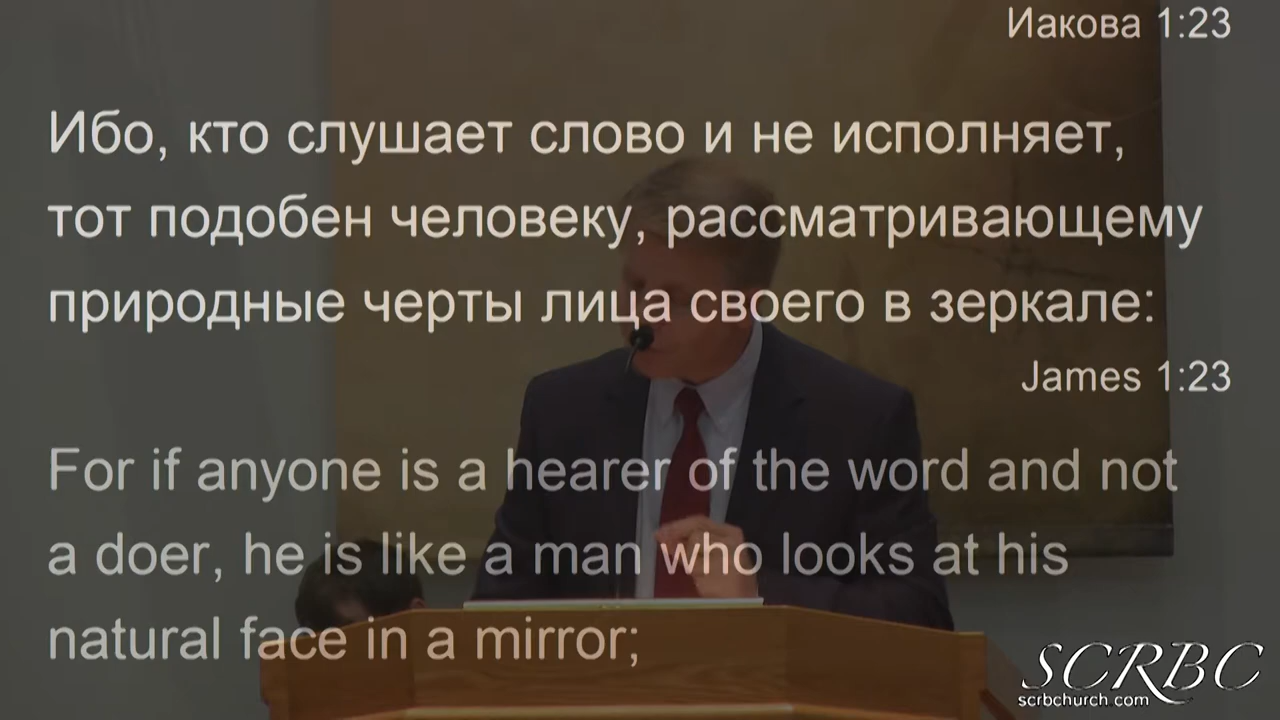 Иакова 1:23
Ибо, кто слушает слово и не исполняет,
тот подобен человеку, рассматривающему
природные черты лица своего в зеркале:
James 1:23
For if anyone is a hearer of the word and not
a doer, he is like a man who looks at his
natural face in a mirror;
SCRBC
scrbchurch.com